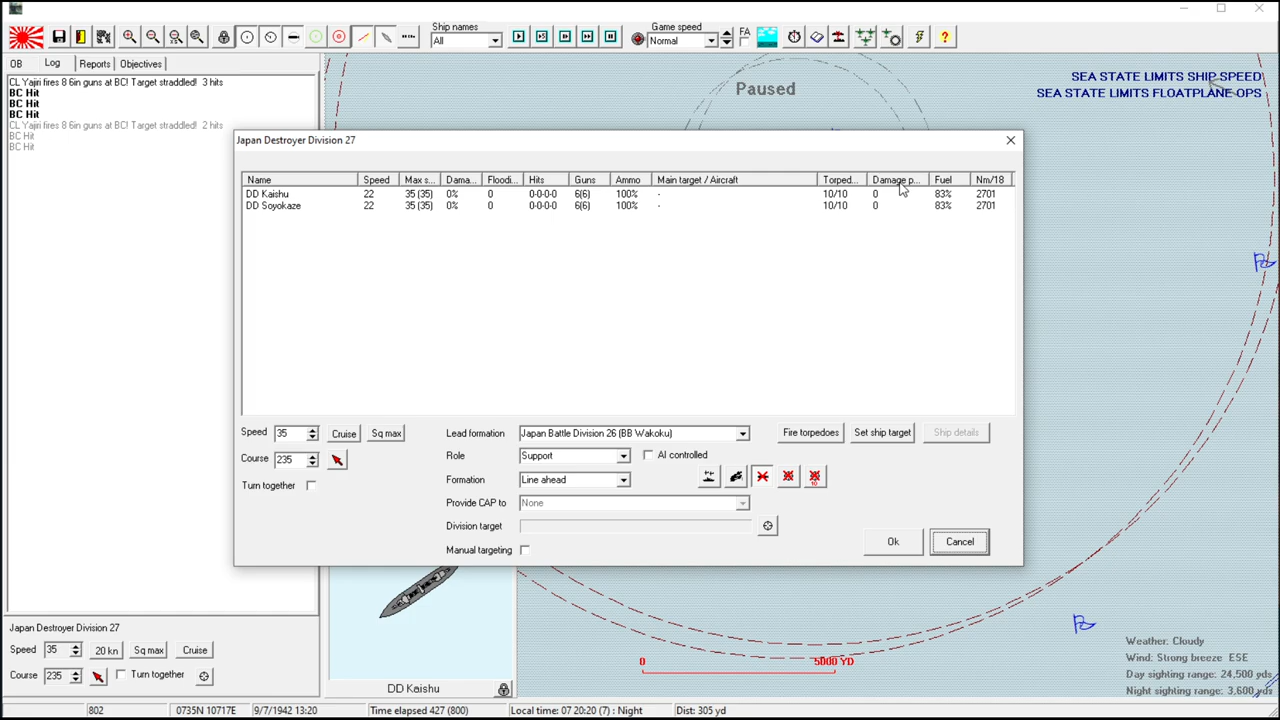 Ship names
All
Game speed
Normal
FA
OB Log Reports Objectives
CL Yajiri fires 8 6in guns at BC! Target straddled! 3 hits
BC Hit
BC Hit
BC Hit
CL Yajiri fires 8 6in guns at BC! Target straddled! 2 hits
BC Hit
BC Hit
Paused
SEA STATE LIMITS SHIP SPEED
SEA STATE LIMITS FLOATPLANE OPS
Japan Destroyer Division 27
Name Speed Max s... Dama... Floodi... Hits Guns Ammo Main target / Aircraft Torped... Damage p... Fuel Nm/18
DD Kaishu 22 35 (35) 0% 0 0-0-0-0 6(6) 100% - 10/10 0 83% 2701
DD Soyokaze 22 35 (35) 0% 0 0-0-0-0 6(6) 100% - 10/10 0 83% 2701
Speed 35 Cruise Sq max
Course 235
Turn together
Lead formation Japan Battle Division 26 (BB Wakoku)
Role Support AI controlled
Formation Line ahead
Provide CAP to None
Division target
Manual targeting
Fire torpedoes Set ship target Ship details
10
Ok Cancel
Japan Destroyer Division 27
Speed 35 20 kn Sq max Cruise
Course 235 Turn together
DD Kaishu
0 5000 YD
Weather: Cloudy
Wind: Strong breeze ESE
Day sighting range: 24,500 yds
Night sighting range: 3,600 yds
802 0735N 10717E 9/7/1942 13:20 Time elapsed 427 (800) Local time: 07 20:20 (7) : Night Dist: 305 yd